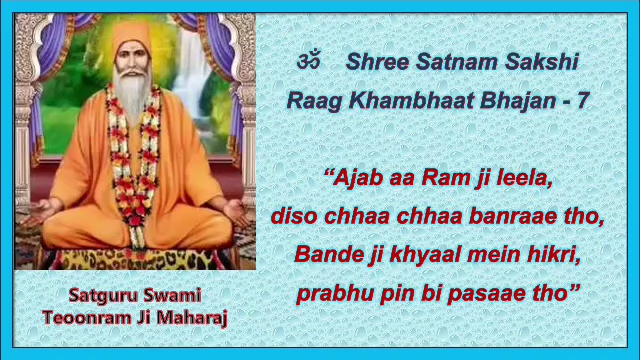 ॐ Shree Satnam Sakshi
Raag Khambhaat Bhajan - 7
“Ajab aa Ram ji leela,
diso chhaa chhaa banraae tho,
Bande ji khyaal mein hikri,
prabhu pin bi pasaae tho”
Satguru Swami
Teoonram Ji Maharaj